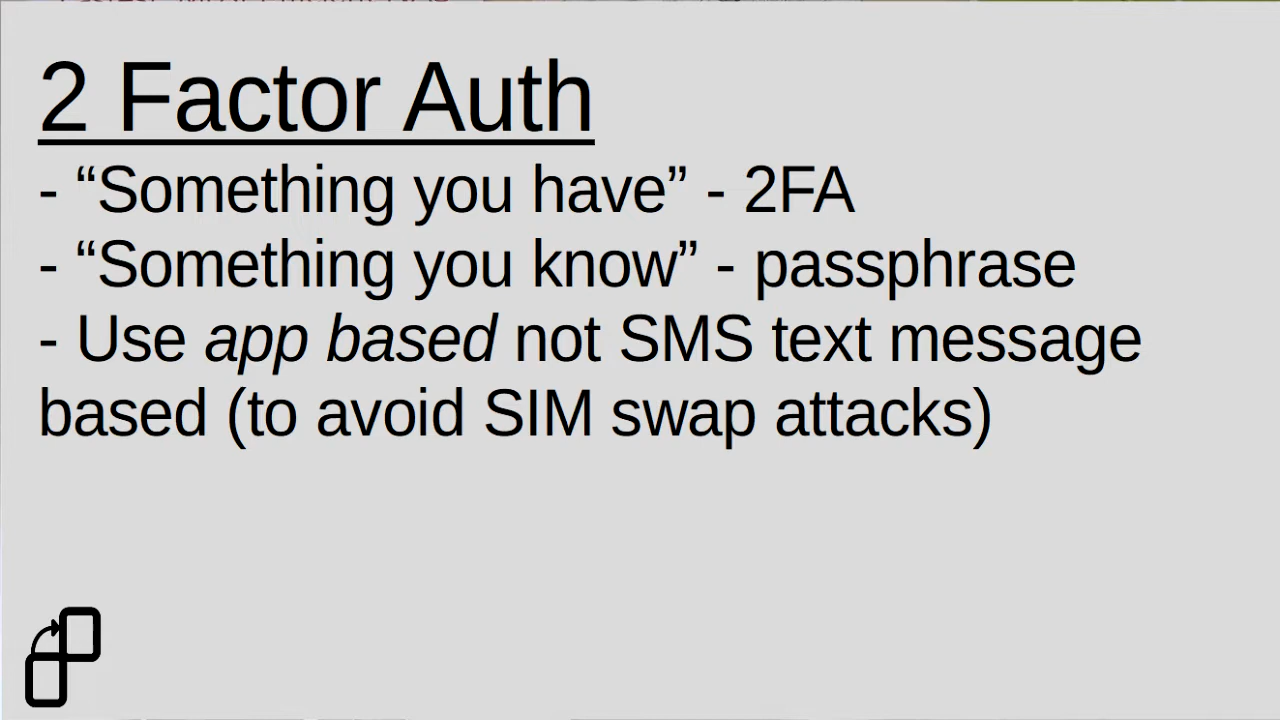 2 Factor Auth
- “Something you have” - 2FA
- “Something you know” - passphrase
- Use app based not SMS text message
based (to avoid SIM swap attacks)